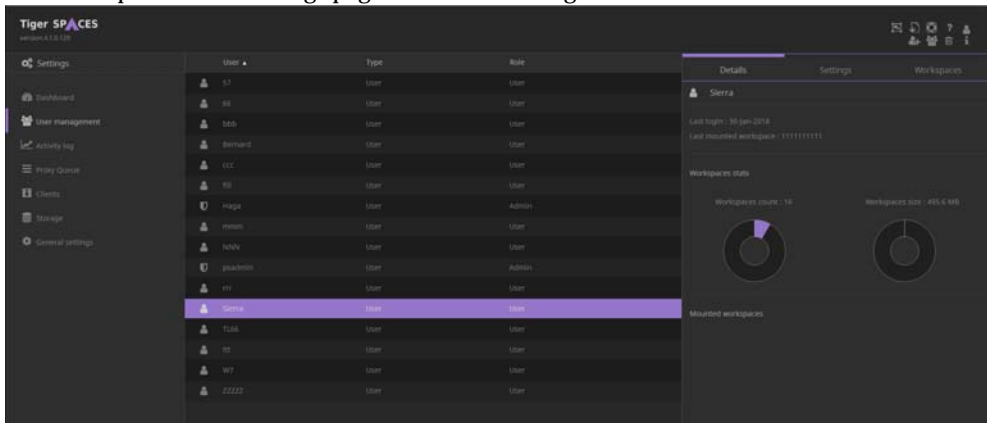 Tiger SPACES
Settings
Dashboard
User management
Activity log
Proxy Queue
Clients
Storage
General settings
User Type Role
57 User User
66 User User
bbb User User
Bernard User User
ccc User User
fill User User
Haga User Admin
mmm User User
NNN User User
psadmin User Admin
rrr User User
Sierra User User
TL66 User User
ttt User User
W7 User User
ZZZZZ User User
Details Settings Workspaces
Sierra
Last login : 30-Jan-2018
Last mounted workspace : 1111111111
Workspaces stats
Workspaces count : 16 Workspaces size : 495.6 MB
Mounted workspaces